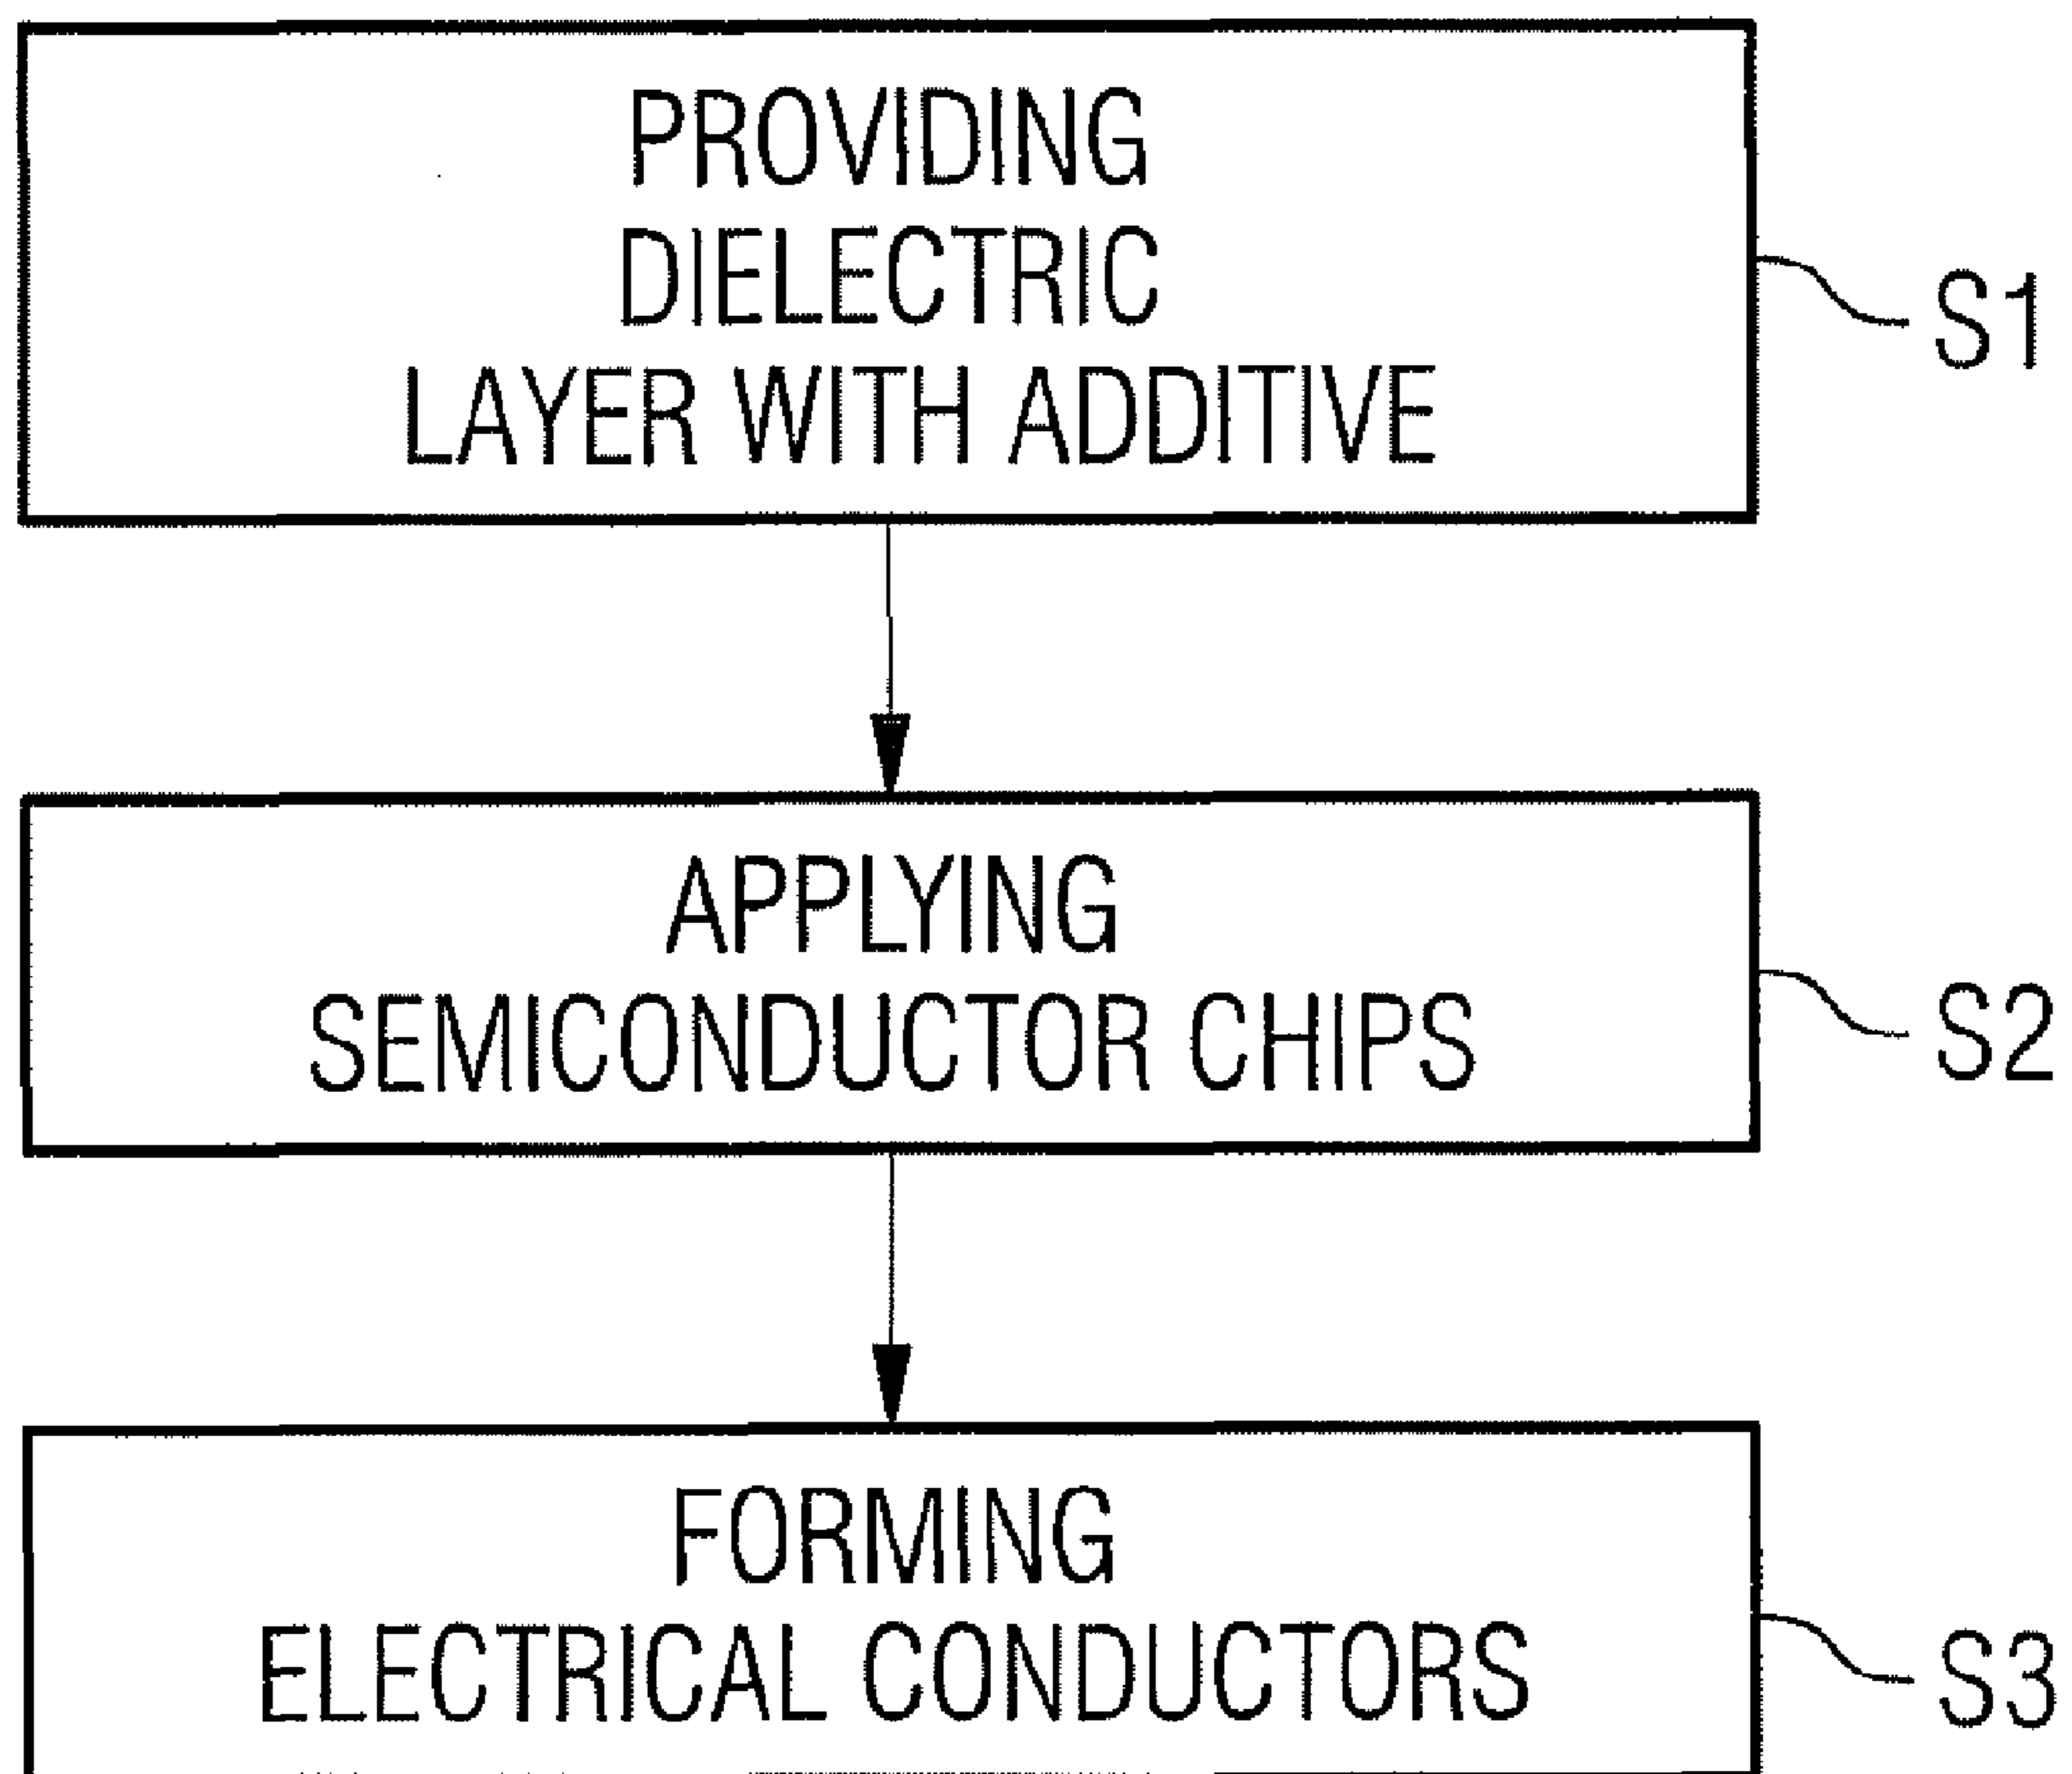 PROVIDING
DIELECTRIC
LAYER WITH ADDITIVE
S1
APPLYING
SEMICONDUCTOR CHIPS
S2
FORMING
ELECTRICAL CONDUCTORS
S3